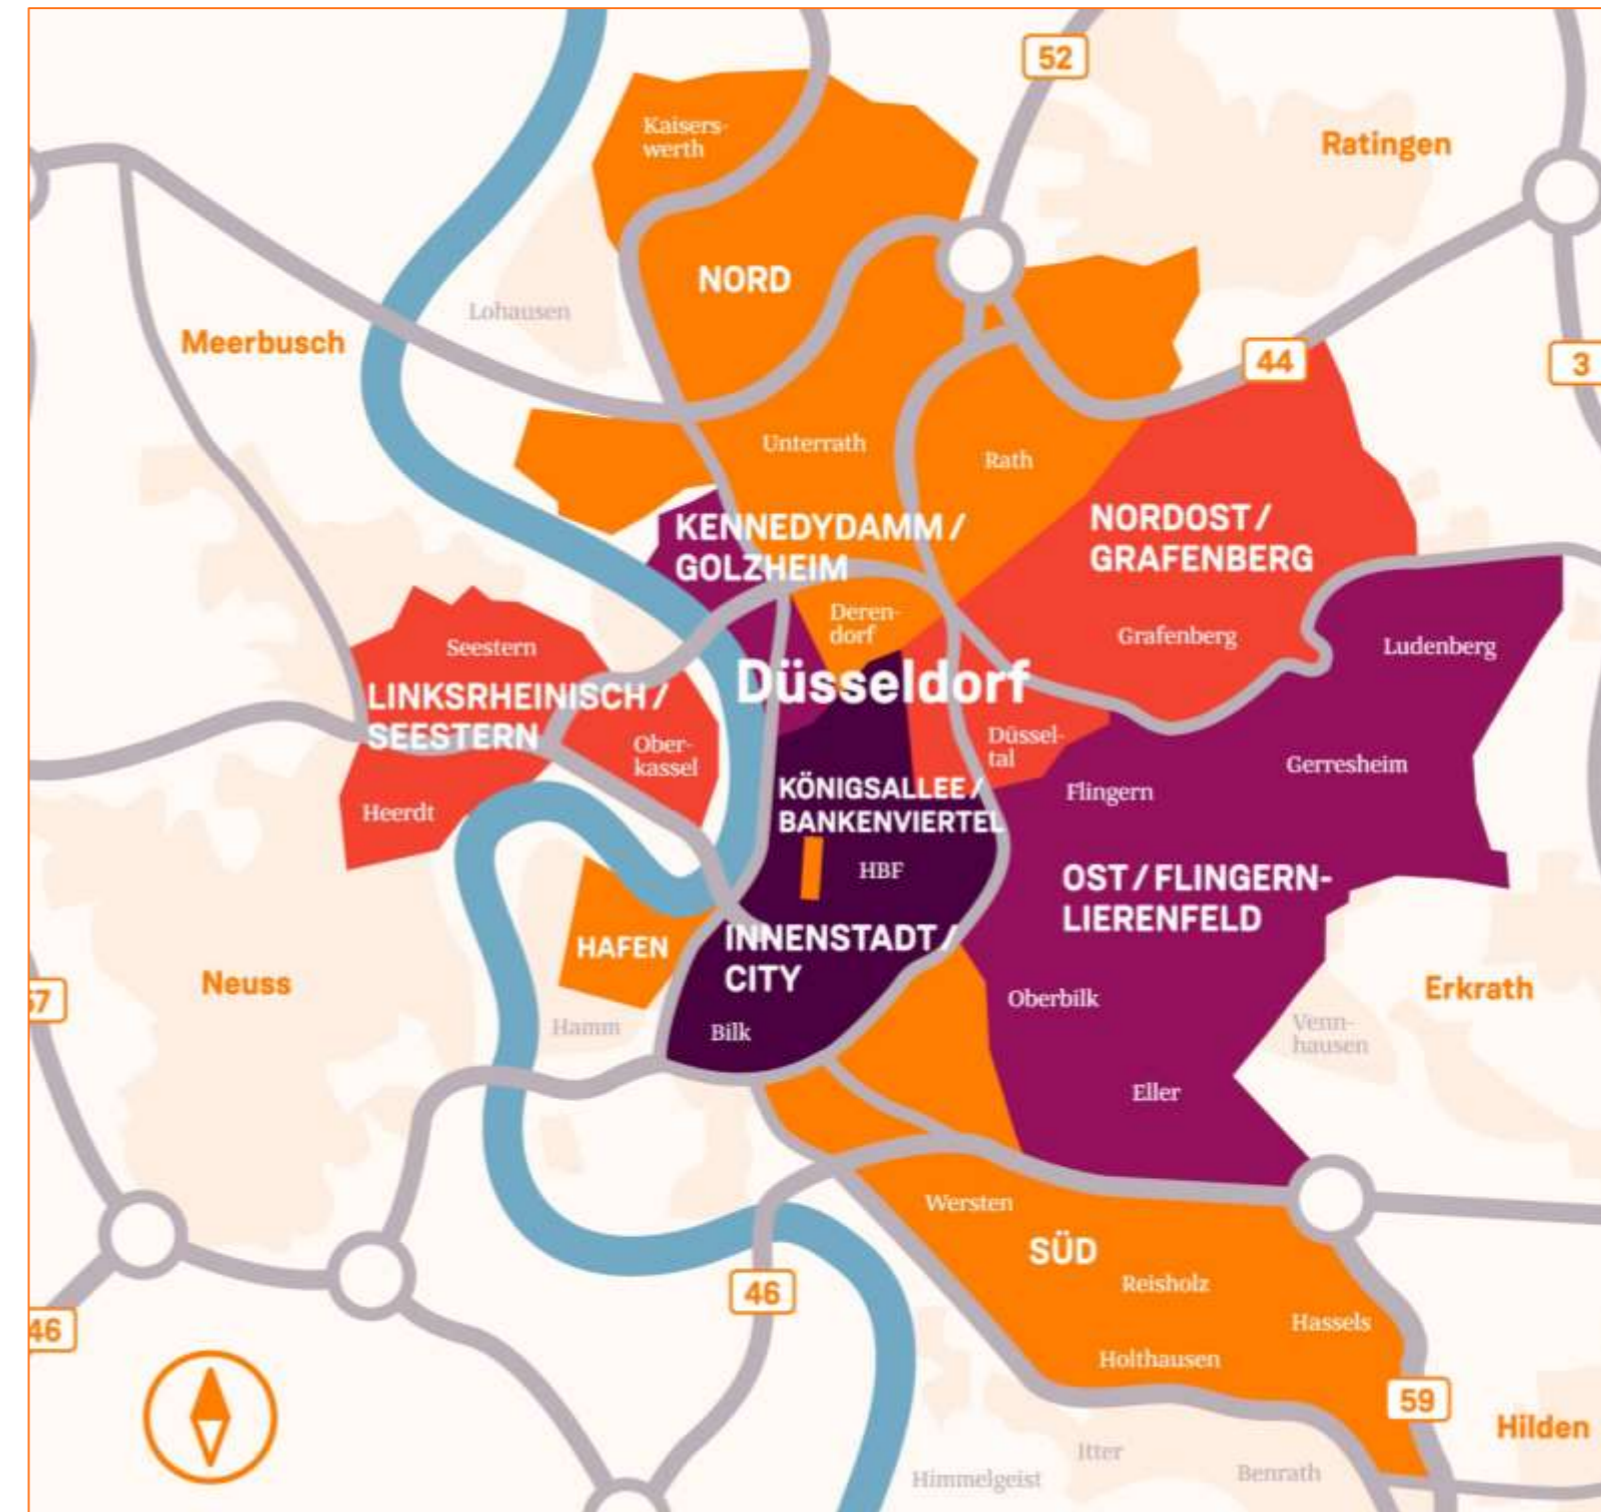 52
Kaisers-
werth
Ratingen
NORD
Lohausen
Meerbusch
44
3
Unterrath
Rath
KENNEDYDAMM /
GOLZHEIM
NORDOST /
GRAFENBERG
Deren-
dorf
Grafenberg
Ludenberg
Seestern
Düsseldorf
LINKSRHEINISCH /
SEESTERN
Ober-
kassel
Düssel-
tal
Gerresheim
KÖNIGSALLEE /
BANKENVIERTEL
Flingern
Heerdt
HBF
OST / FLINGERN-
LIERENFELD
HAFEN
INNENSTADT /
CITY
Neuss
57
Oberbilk
Erkrath
Hamm
Bilk
Venn-
hausen
Eller
Wersten
SÜD
Reisholz
46
46
Hassels
Holthausen
59
Hilden
Itter
Himmelgeist
Benrath